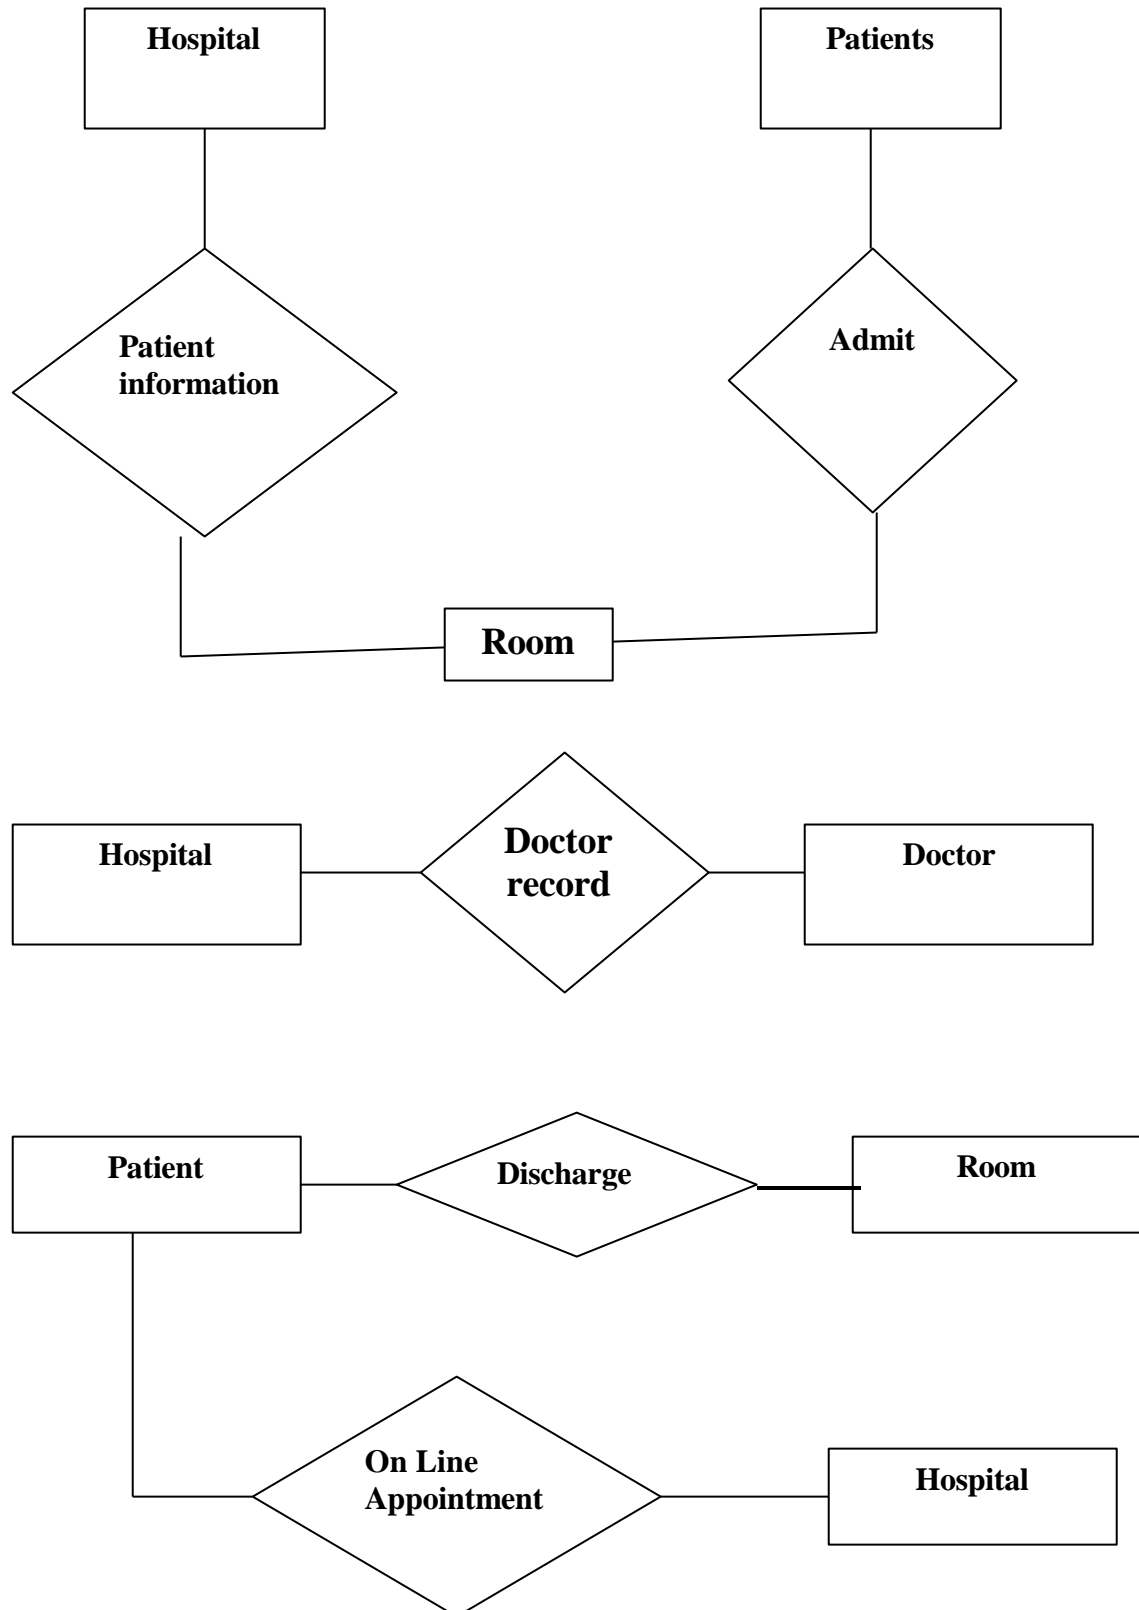 Hospital
Patients
Patient
information
Admit
Room
Hospital
Doctor
record
Doctor
Patient
Discharge
Room
On Line
Appointment
Hospital